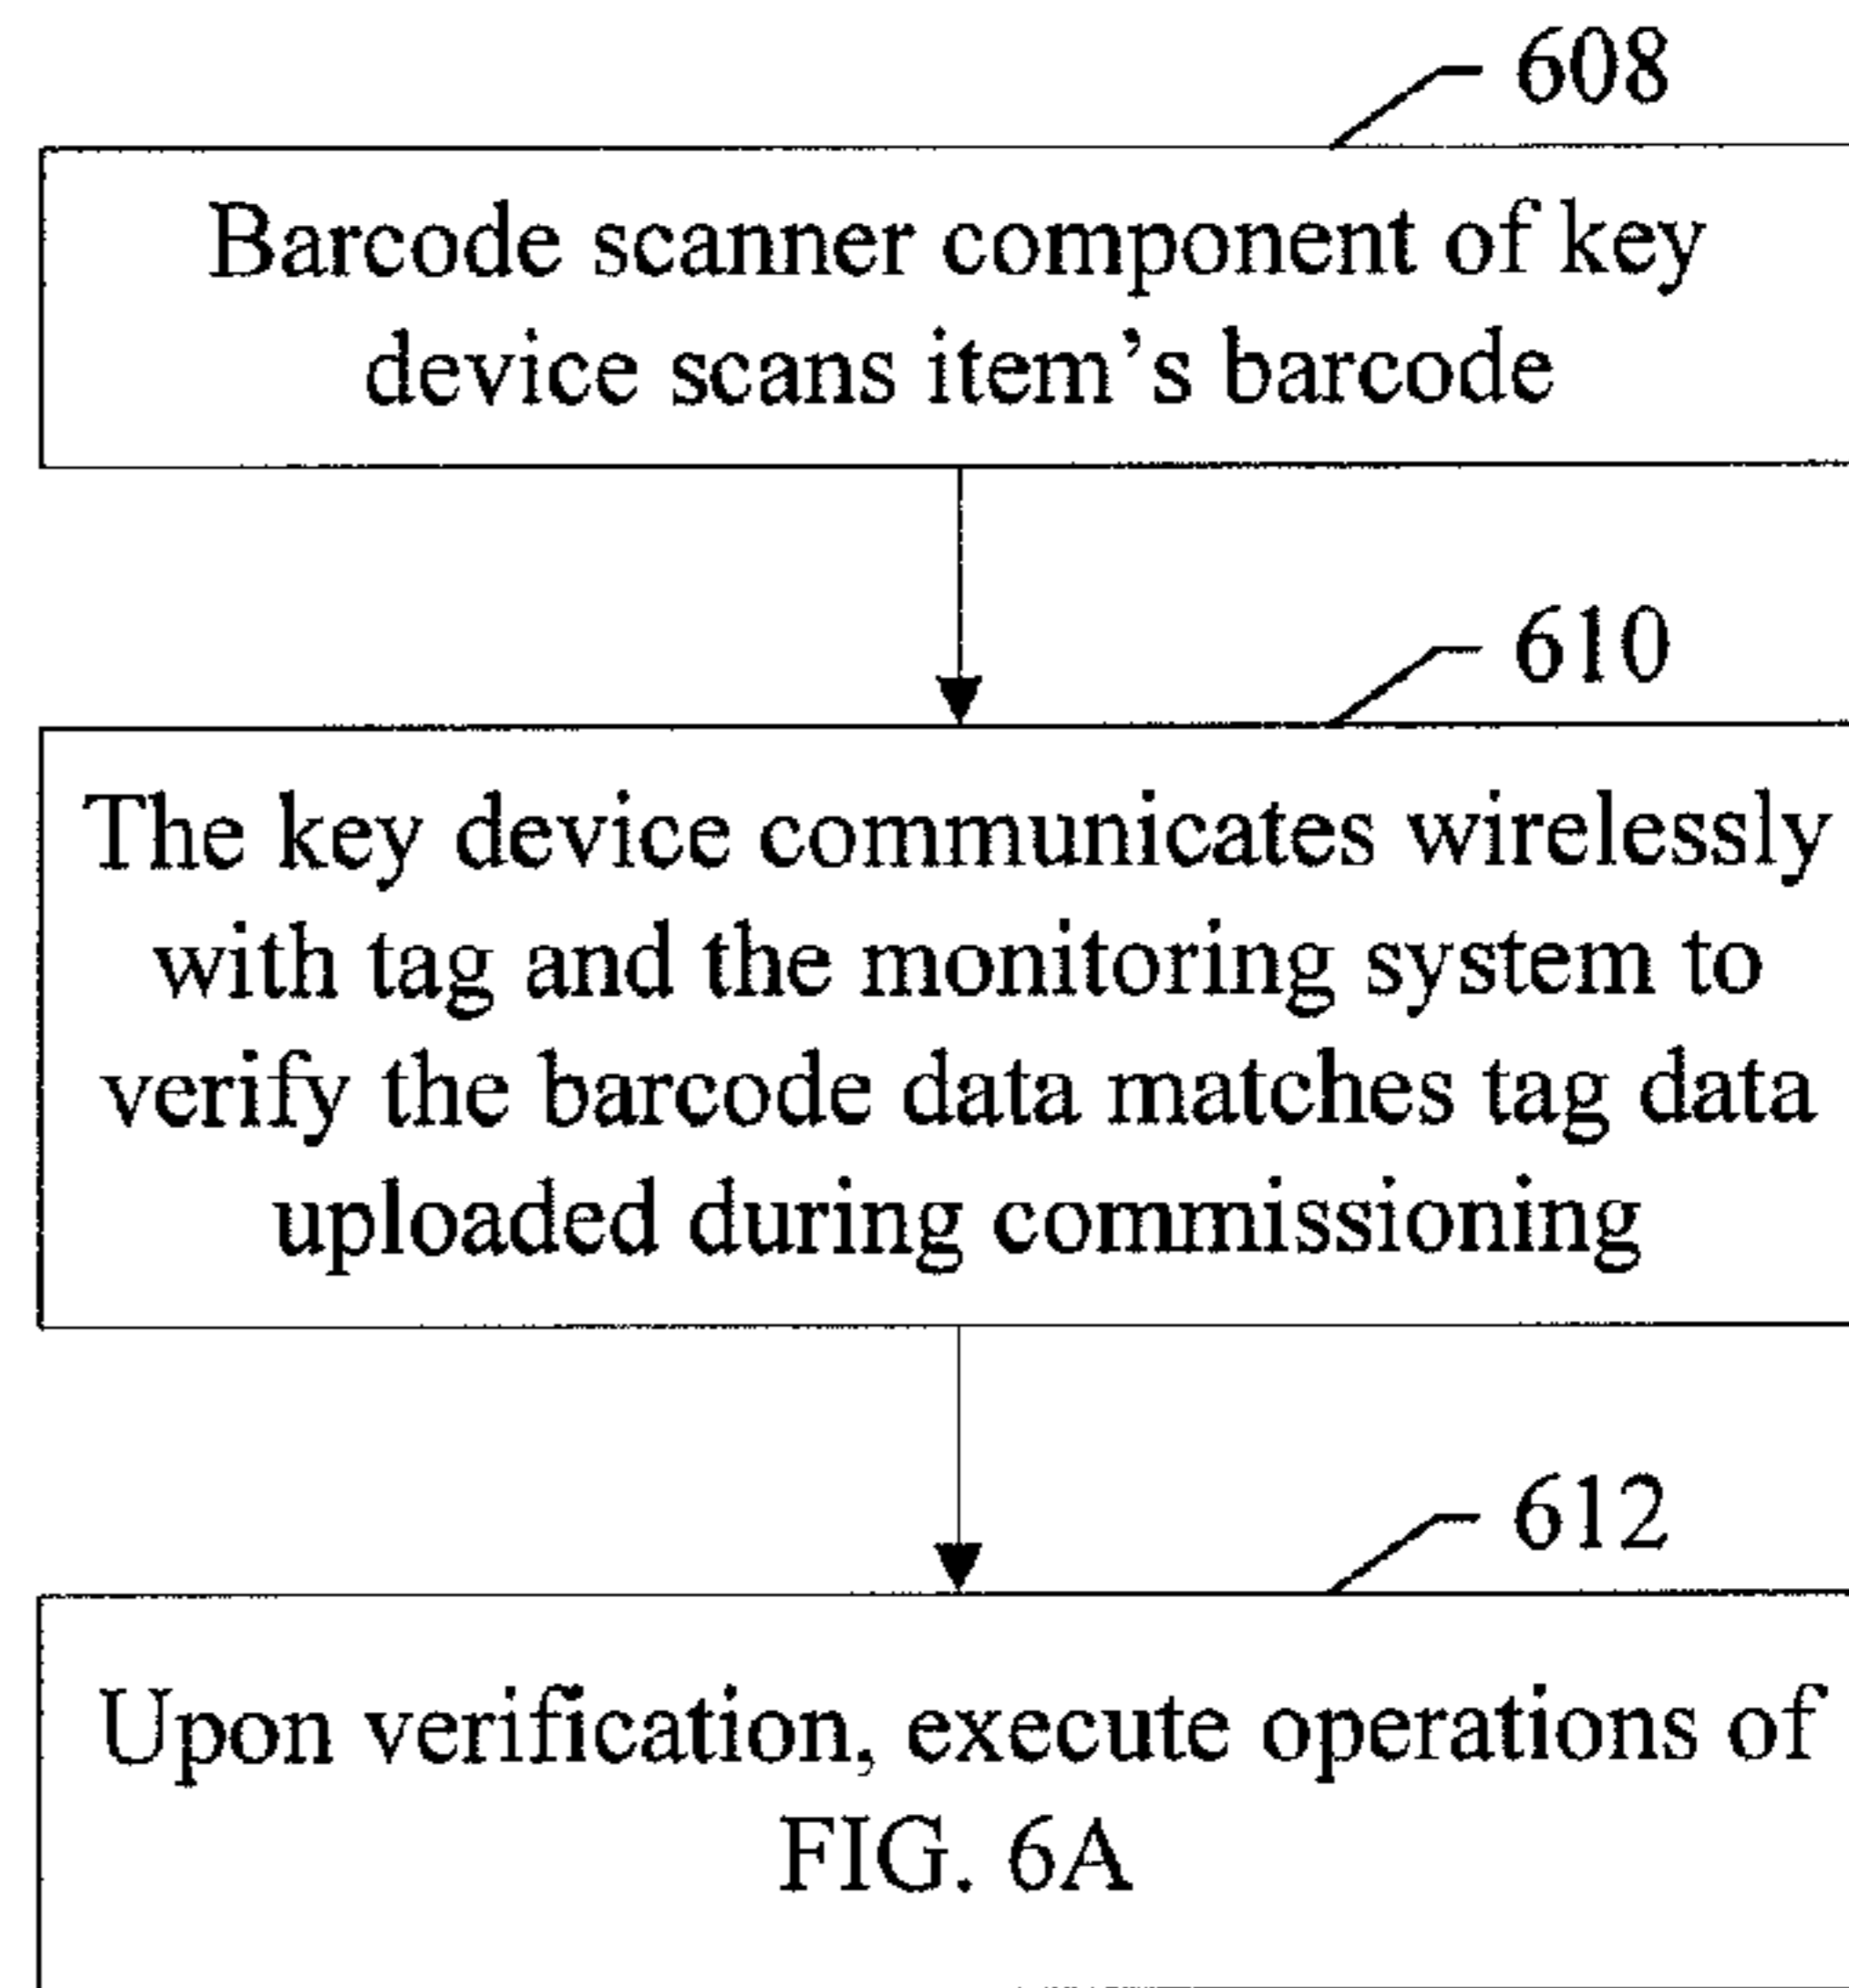 608
Barcode scanner component of key
device scans item's barcode
610
The key device communicates wirelessly
with tag and the monitoring system to
verify the barcode data matches tag data
uploaded during commissioning
612
Upon verification, execute operations of
FIG. 6A